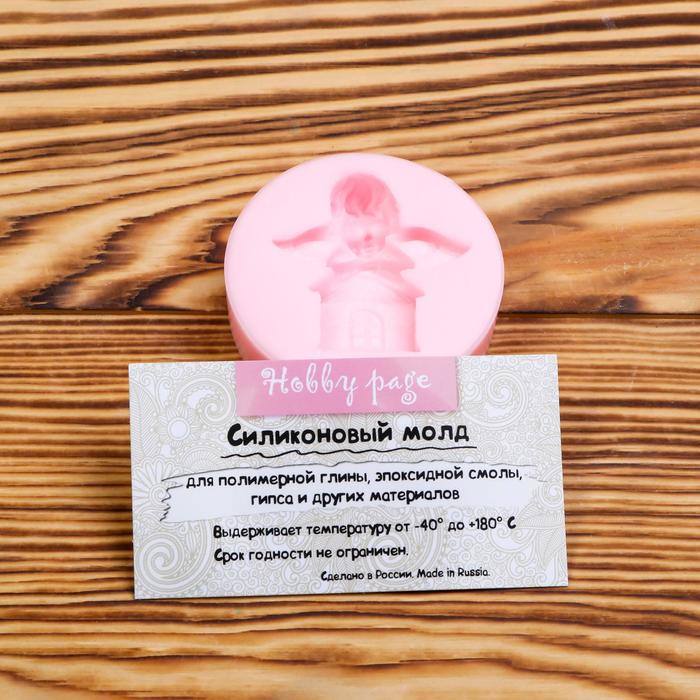 Hobby page
Силиконовый молд
для полимерной глины, эпоксидной смолы,
гипса и других материалов
Выдерживает температуру от -40° до +180° С
Срок годности не ограничен.
Сделано в России. Made in Russia.